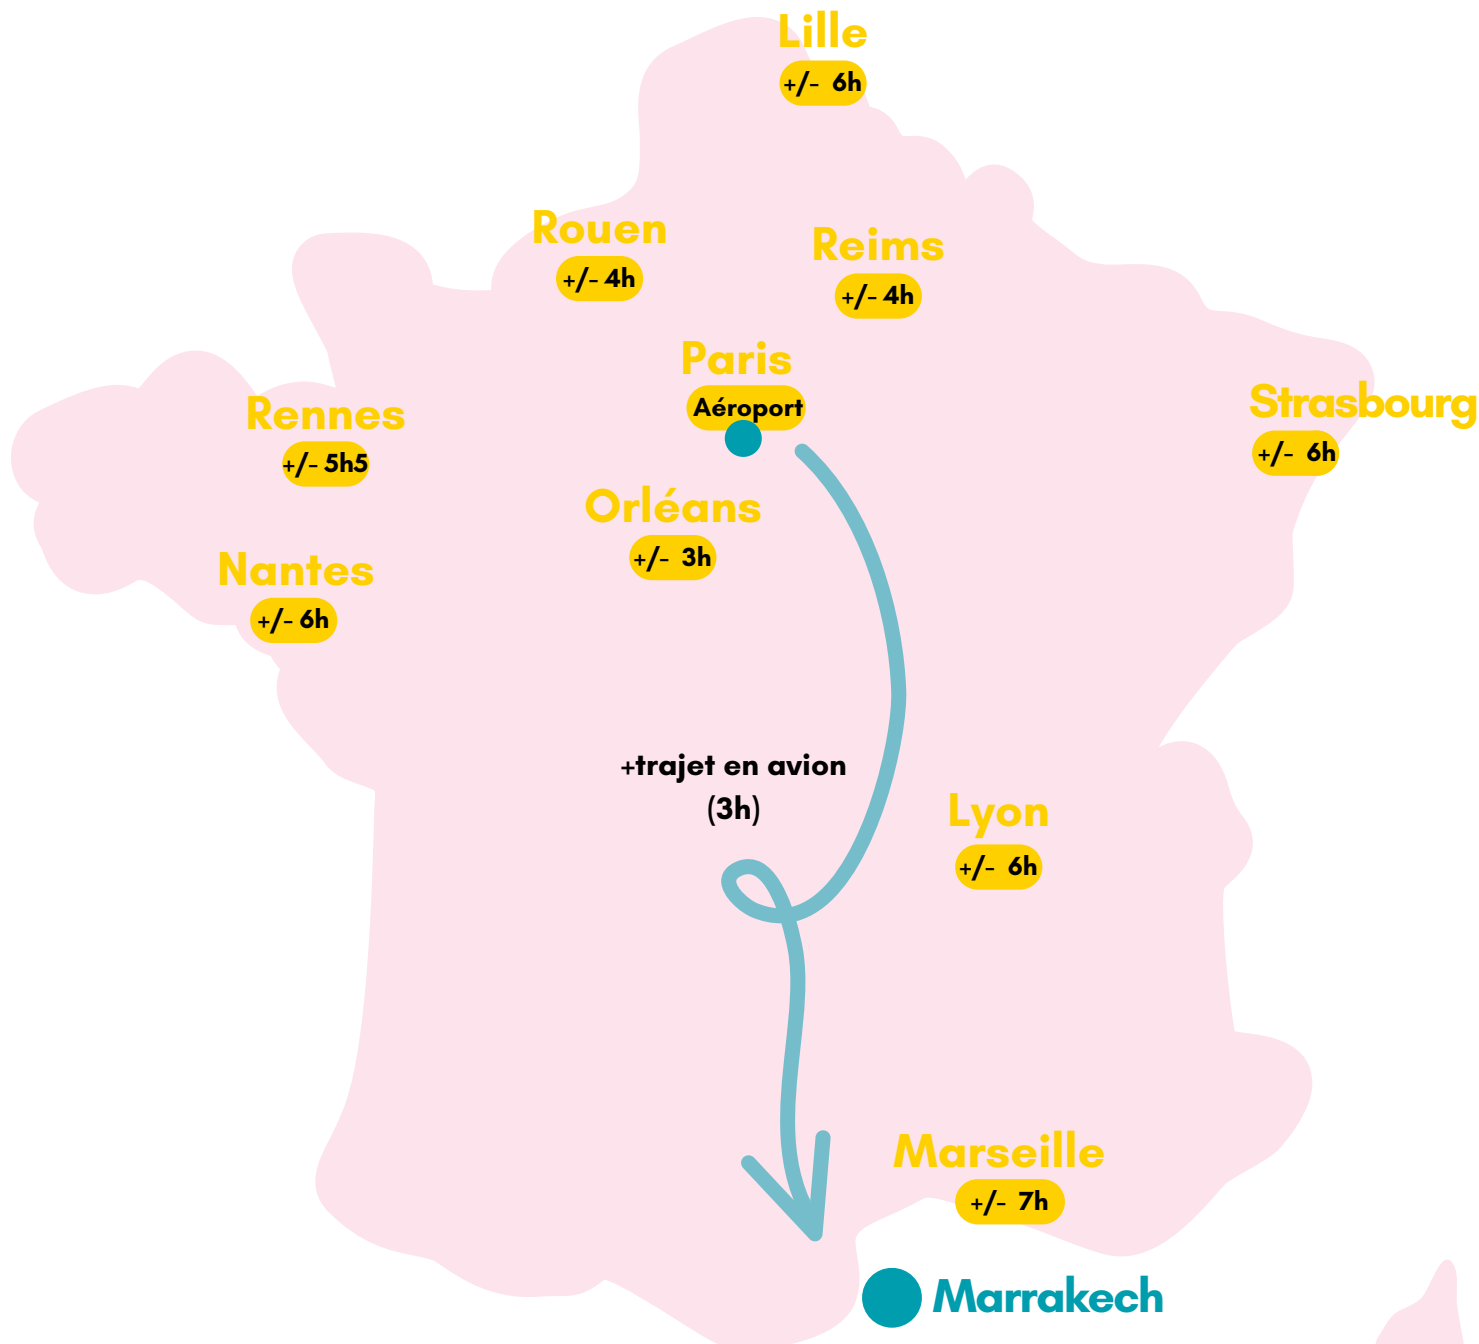 Lille
+/- 6h
Rouen
+/- 4h
Reims
+/- 4h
Paris
Aéroport
Strasbourg
+/- 6h
Rennes
+/- 5h5
Orléans
+/- 3h
Nantes
+/- 6h
+trajet en avion
(3h)
Lyon
+/- 6h
Marseille
+/- 7h
Marrakech